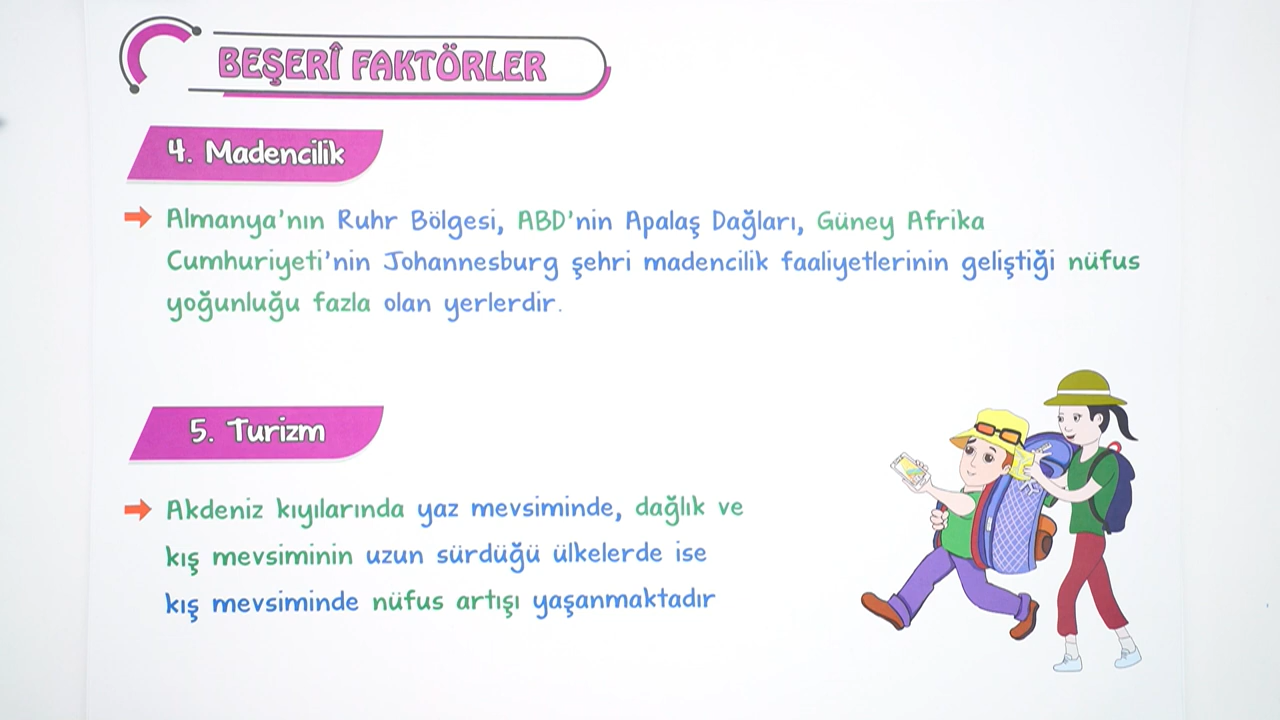 BEŞERÎ FAKTÖRLER
4. Madencilik
Almanya'nın Ruhr Bölgesi, ABD'nin Apalaş Dağları, Güney Afrika
Cumhuriyeti'nin Johannesburg şehri madencilik faaliyetlerinin geliştiği nüfus
yoğunluğu fazla olan yerlerdir.
5. Turizm
Akdeniz kıyılarında yaz mevsiminde, dağlık ve
kış mevsiminin uzun sürdüğü ülkelerde ise
kış mevsiminde nüfus artışı yaşanmaktadır